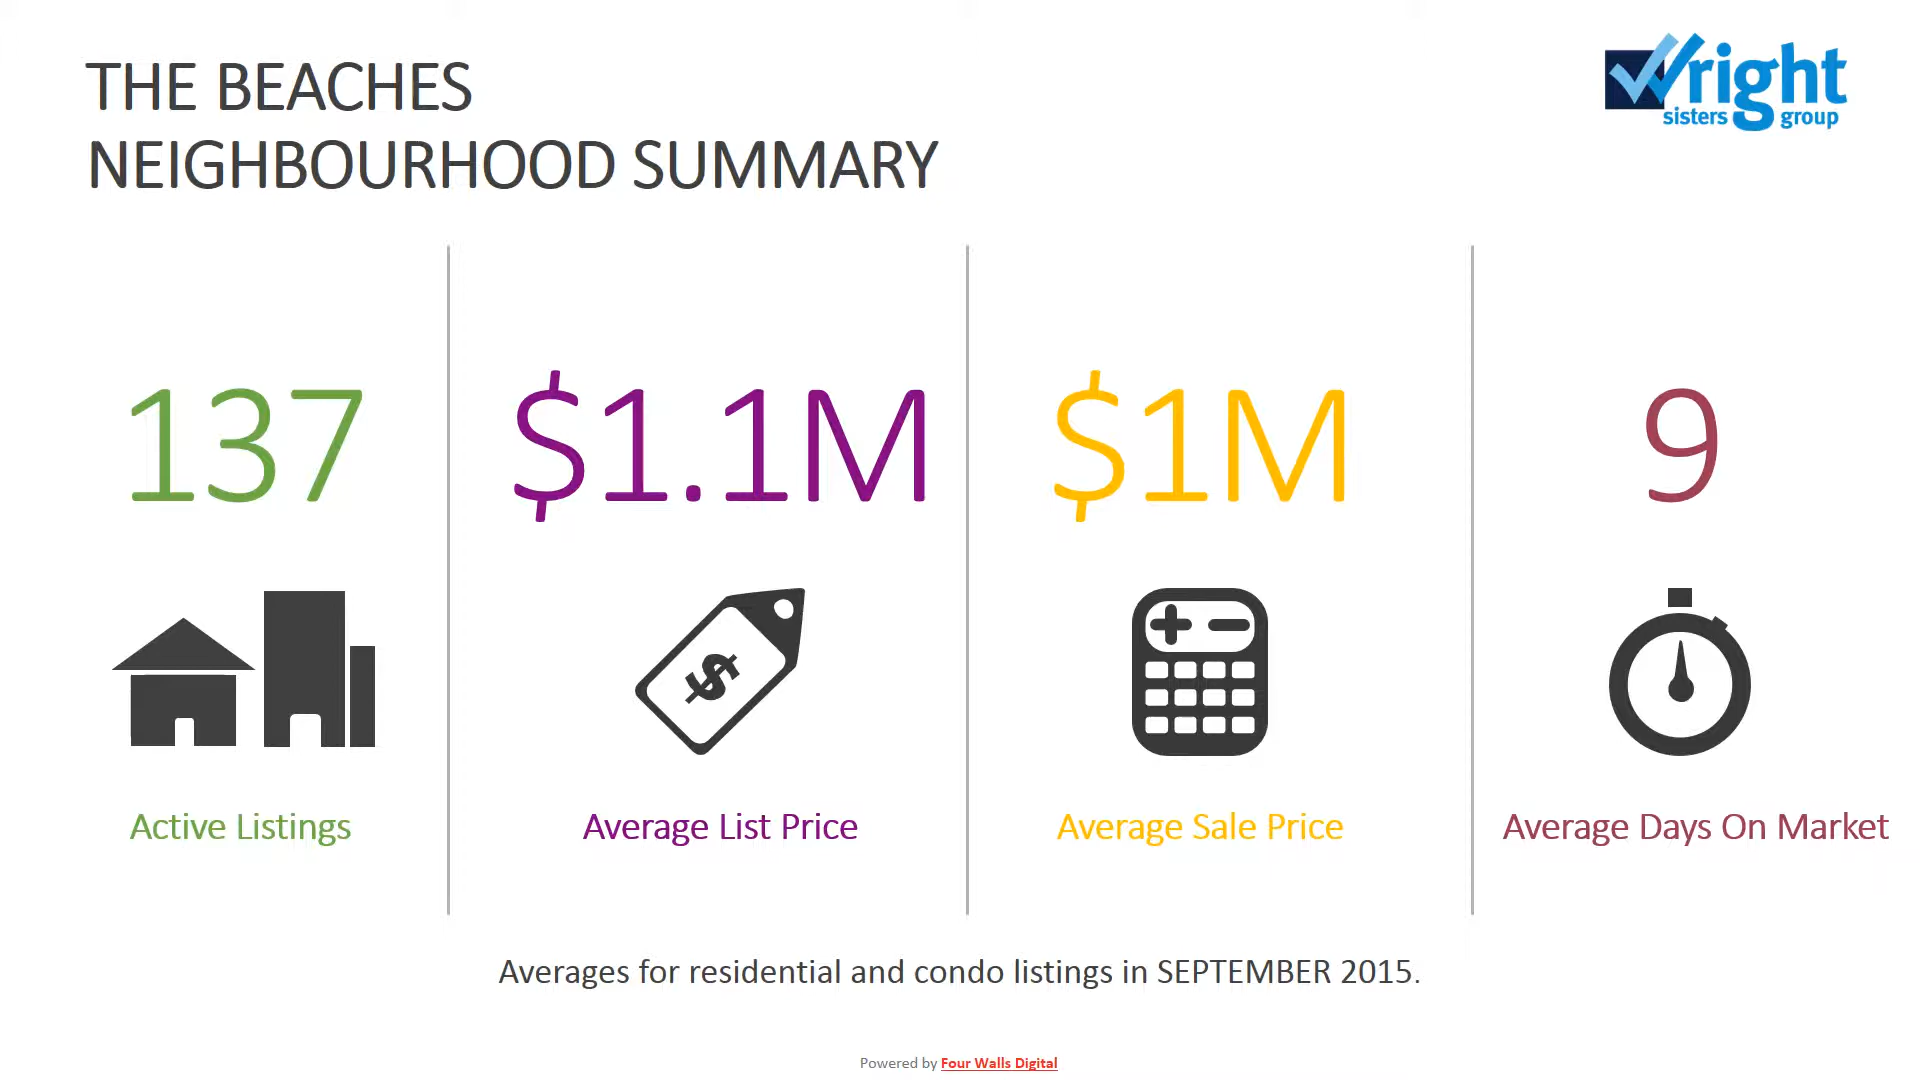 THE BEACHES
NEIGHBOURHOOD SUMMARY
Wright
sisters group
137
$1.1M
$1M
9
$
Active Listings
Average List Price
Average Sale Price
Average Days On Market
Averages for residential and condo listings in SEPTEMBER 2015.
Powered by Four Walls Digital